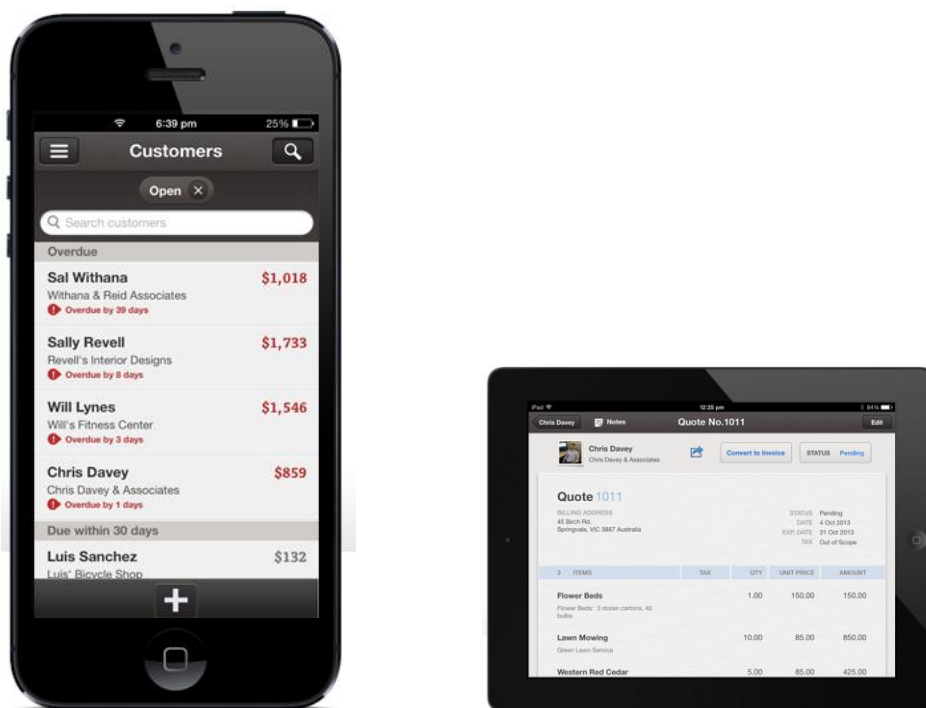 6:39 pm
25%
Customers
Open
Search customers
Overdue
Sal Withana
$1,018
Withana & Reid Associates
Overdue by 39 days
Sally Revell
$1,733
Revell's Interior Designs
Overdue by 8 days
Will Lynes
$1,546
Will's Fitness Center
Overdue by 3 days
Chris Davey
$859
Chris Davey & Associates
Overdue by 1 days
Due within 30 days
Luis Sanchez
$132
Luis' Bicycle Shop
iPad
12:25 pm
84%
Chris Davey
Notes
Quote No.1011
Edit
Chris Davey
Chris Davey & Associates
Convert to Invoice
STATUS Pending
Quote 1011
BILLING ADDRESS
45 Birch Rd.
Springvale, VIC 3887 Australia
STATUS Pending
DATE 4 Oct 2013
EXP. DATE 31 Oct 2013
TAX Out of Scope
3 ITEMS TAX QTY UNIT PRICE AMOUNT
Flower Beds 1.00 150.00 150.00
Flower Beds: 3 dozen cartons, 40
bulbs
Lawn Mowing 10.00 85.00 850.00
Green Lawn Service
Western Red Cedar 5.00 85.00 425.00